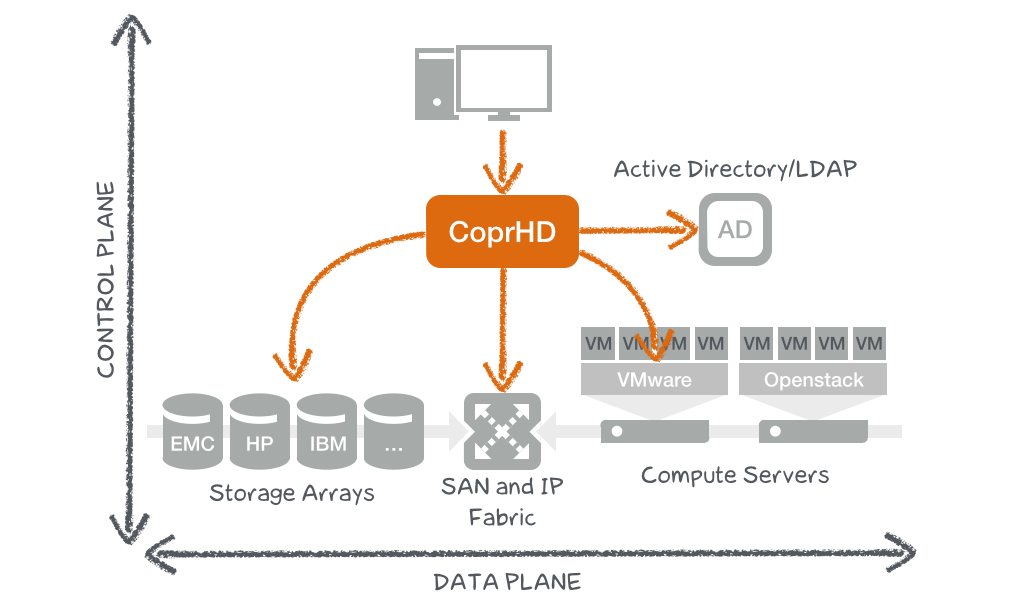 Active Directory/LDAP
CONTROL PLANE
CoprHD
AD
VM VM VM VM VM VM VM VM
VMware Openstack
EMC HP IBM ...
Storage Arrays
SAN and IP
Fabric
Compute Servers
DATA PLANE